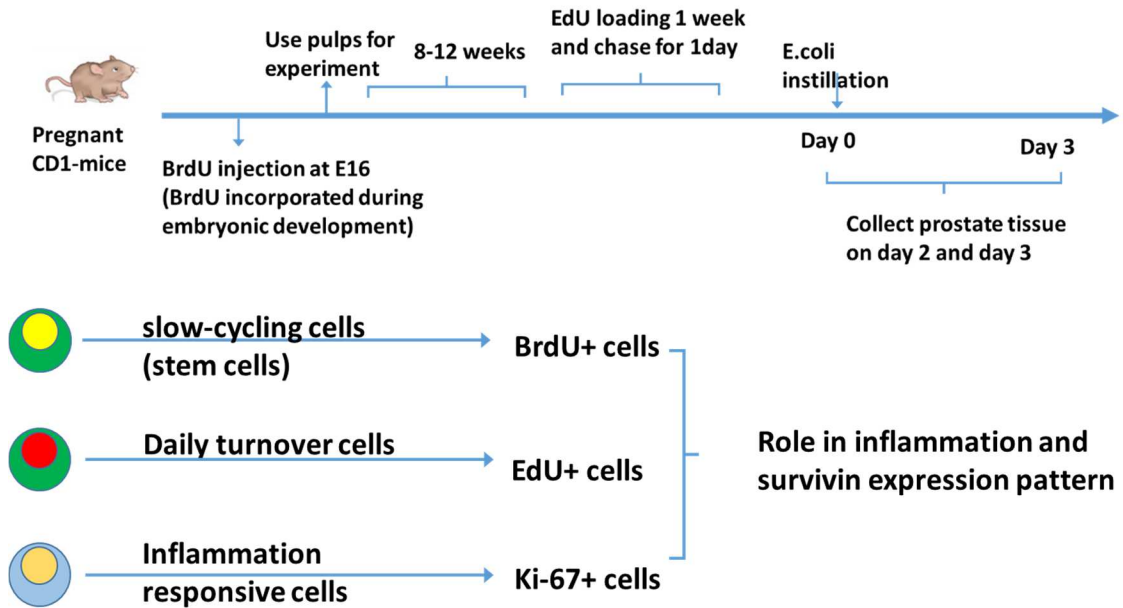 Use pulps for
experiment
8-12 weeks
EdU loading 1 week
and chase for 1day
E.coli
instillation
Pregnant
CD1-mice
BrdU injection at E16
(BrdU incorporated during
embryonic development)
Day 0
Day 3
Collect prostate tissue
on day 2 and day 3
slow-cycling cells
(stem cells)
BrdU+ cells
Daily turnover cells
EdU+ cells
Inflammation
responsive cells
Ki-67+ cells
Role in inflammation and
survivin expression pattern